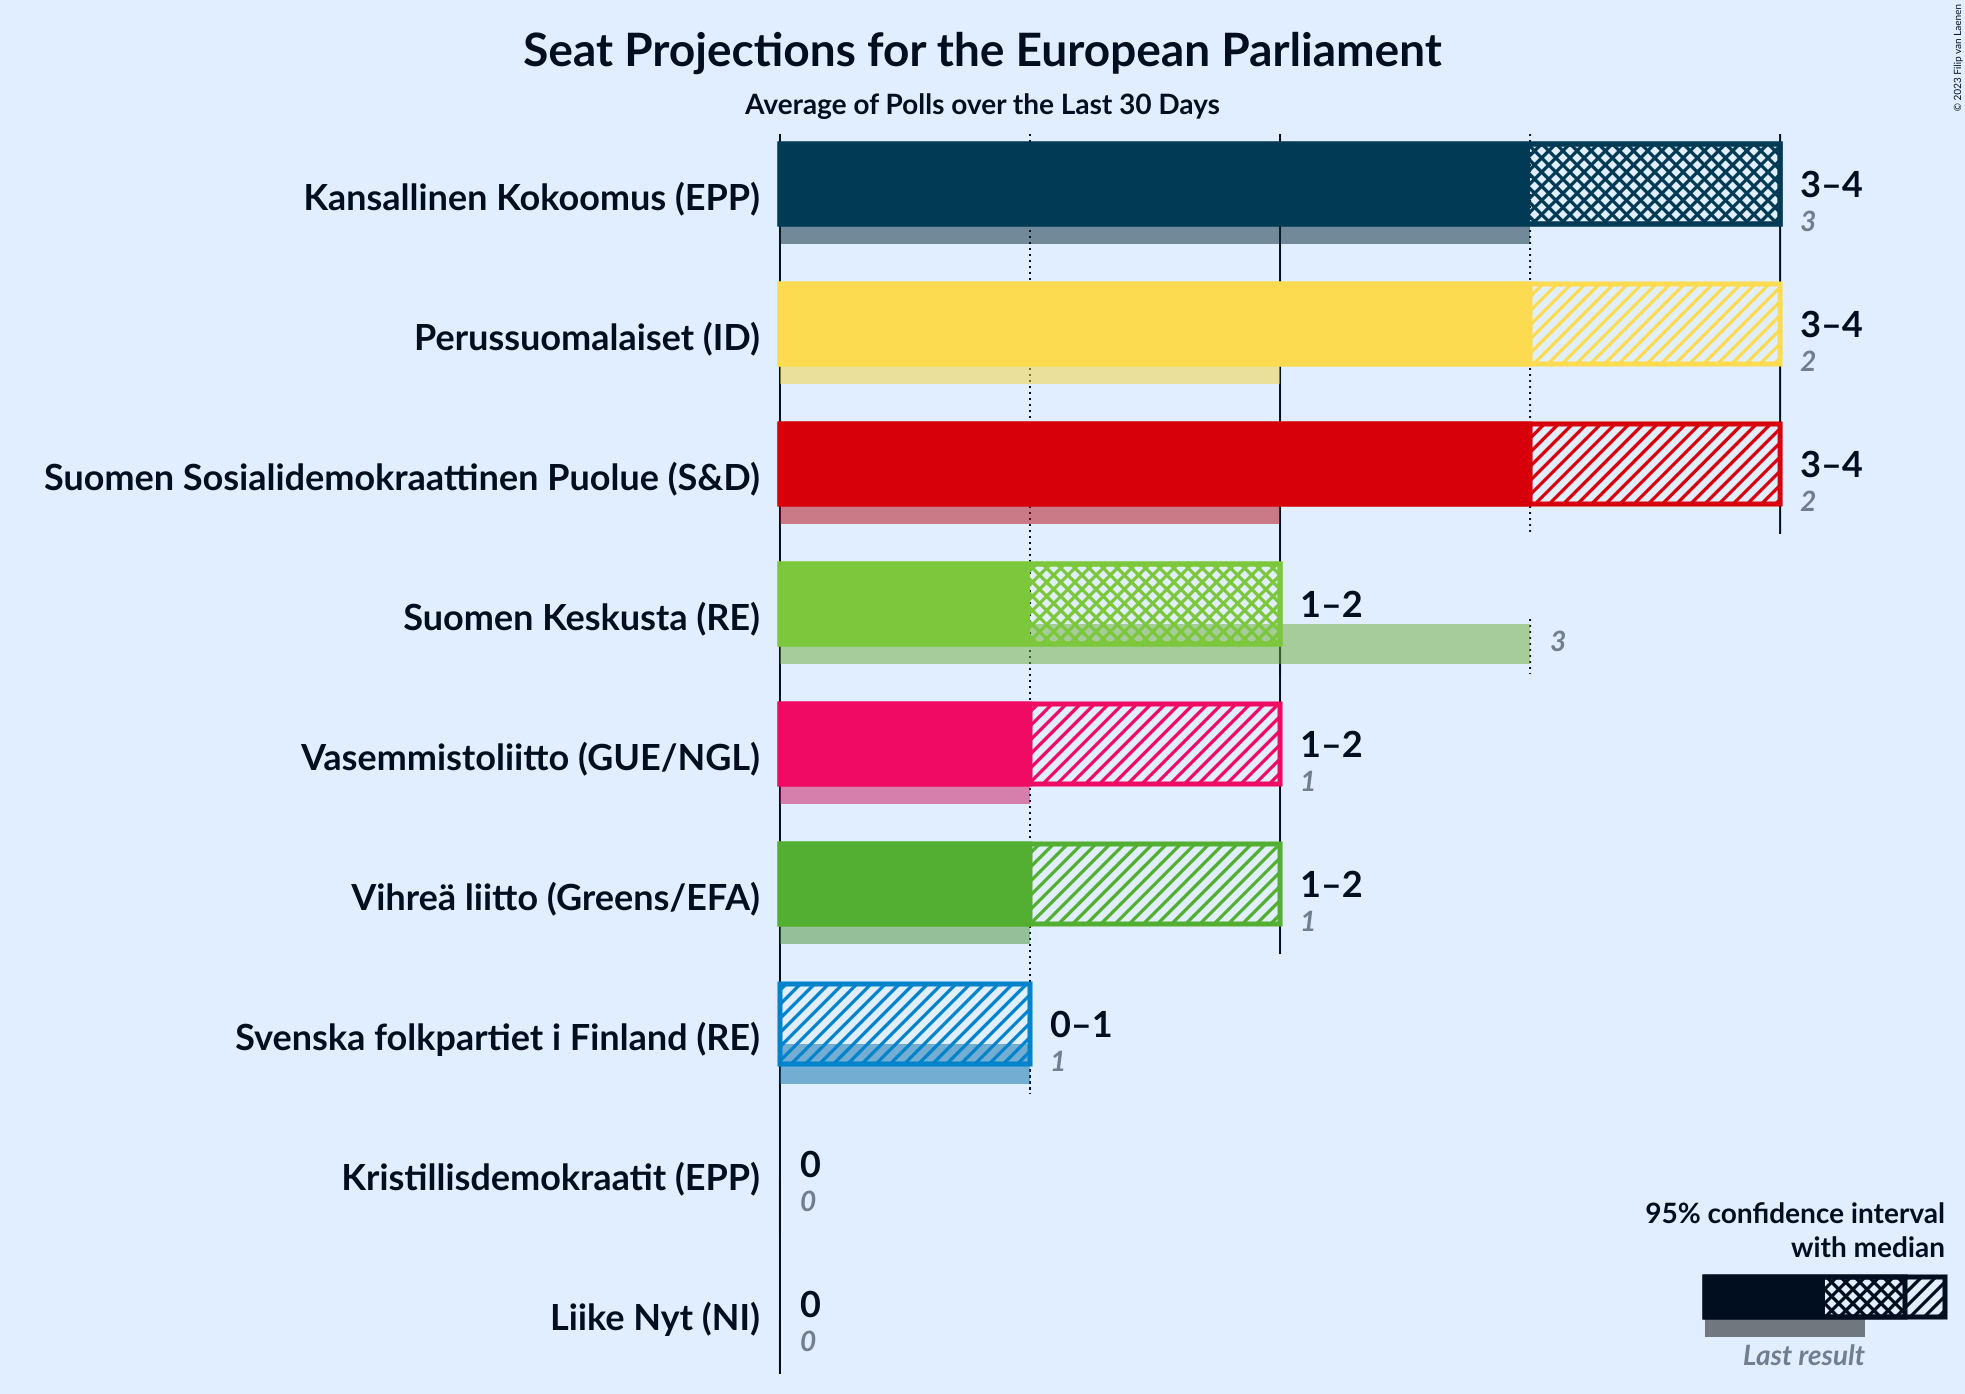 Seat Projections for the European Parliament
Average of Polls over the Last 30 Days
© 2023 Filip van Laenen
Kansallinen Kokoomus (EPP)
3–4
3
Perussuomalaiset (ID)
3–4
2
Suomen Sosialidemokraattinen Puolue (S&D)
3–4
2
Suomen Keskusta (RE)
1–2
3
Vasemmistoliitto (GUE/NGL)
1–2
1
Vihreä liitto (Greens/EFA)
1–2
1
Svenska folkpartiet i Finland (RE)
0–1
1
Kristillisdemokraatit (EPP)
0
0
Liike Nyt (NI)
0
0
95% confidence interval
with median
Last result